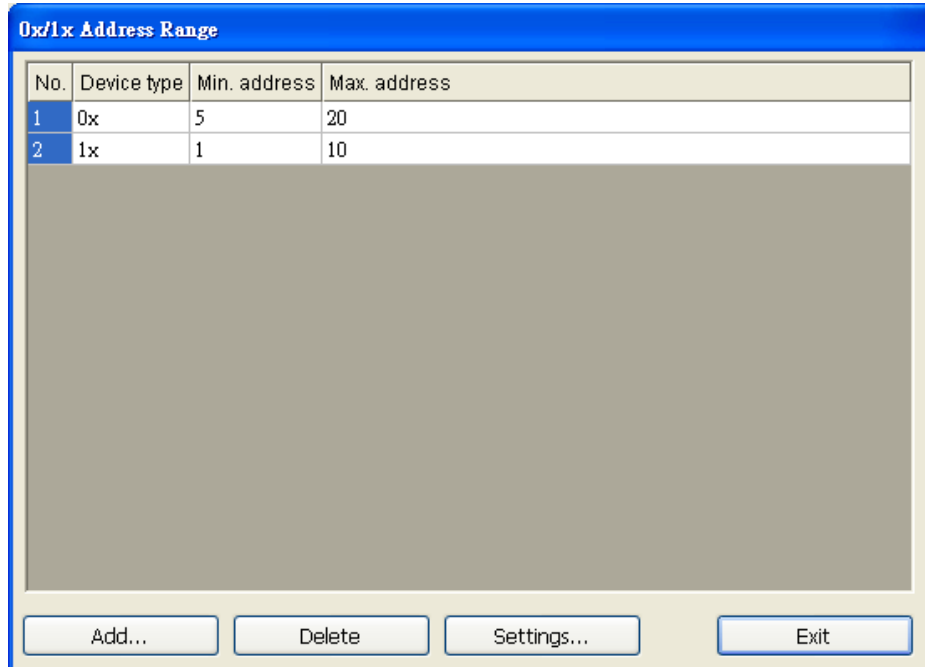 0x/1x Address Range
No. Device type Min. address Max. address
1 0x 5 20
2 1x 1 10
Add... Delete Settings... Exit